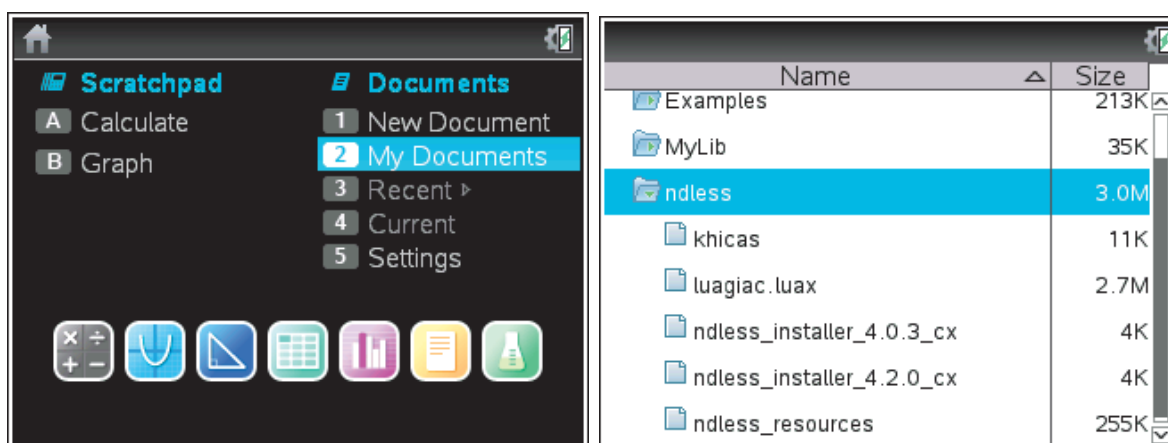 Scratchpad Documents
A Calculate 1 New Document
B Graph 2 My Documents
3 Recent ▹
4 Current
5 Settings
Name Size
Examples 213K
MyLib 35K
ndless 3.0M
khicas 11K
luagiac.luax 2.7M
ndless_installer_4.0.3_cx 4K
ndless_installer_4.2.0_cx 4K
ndless_resources 255K